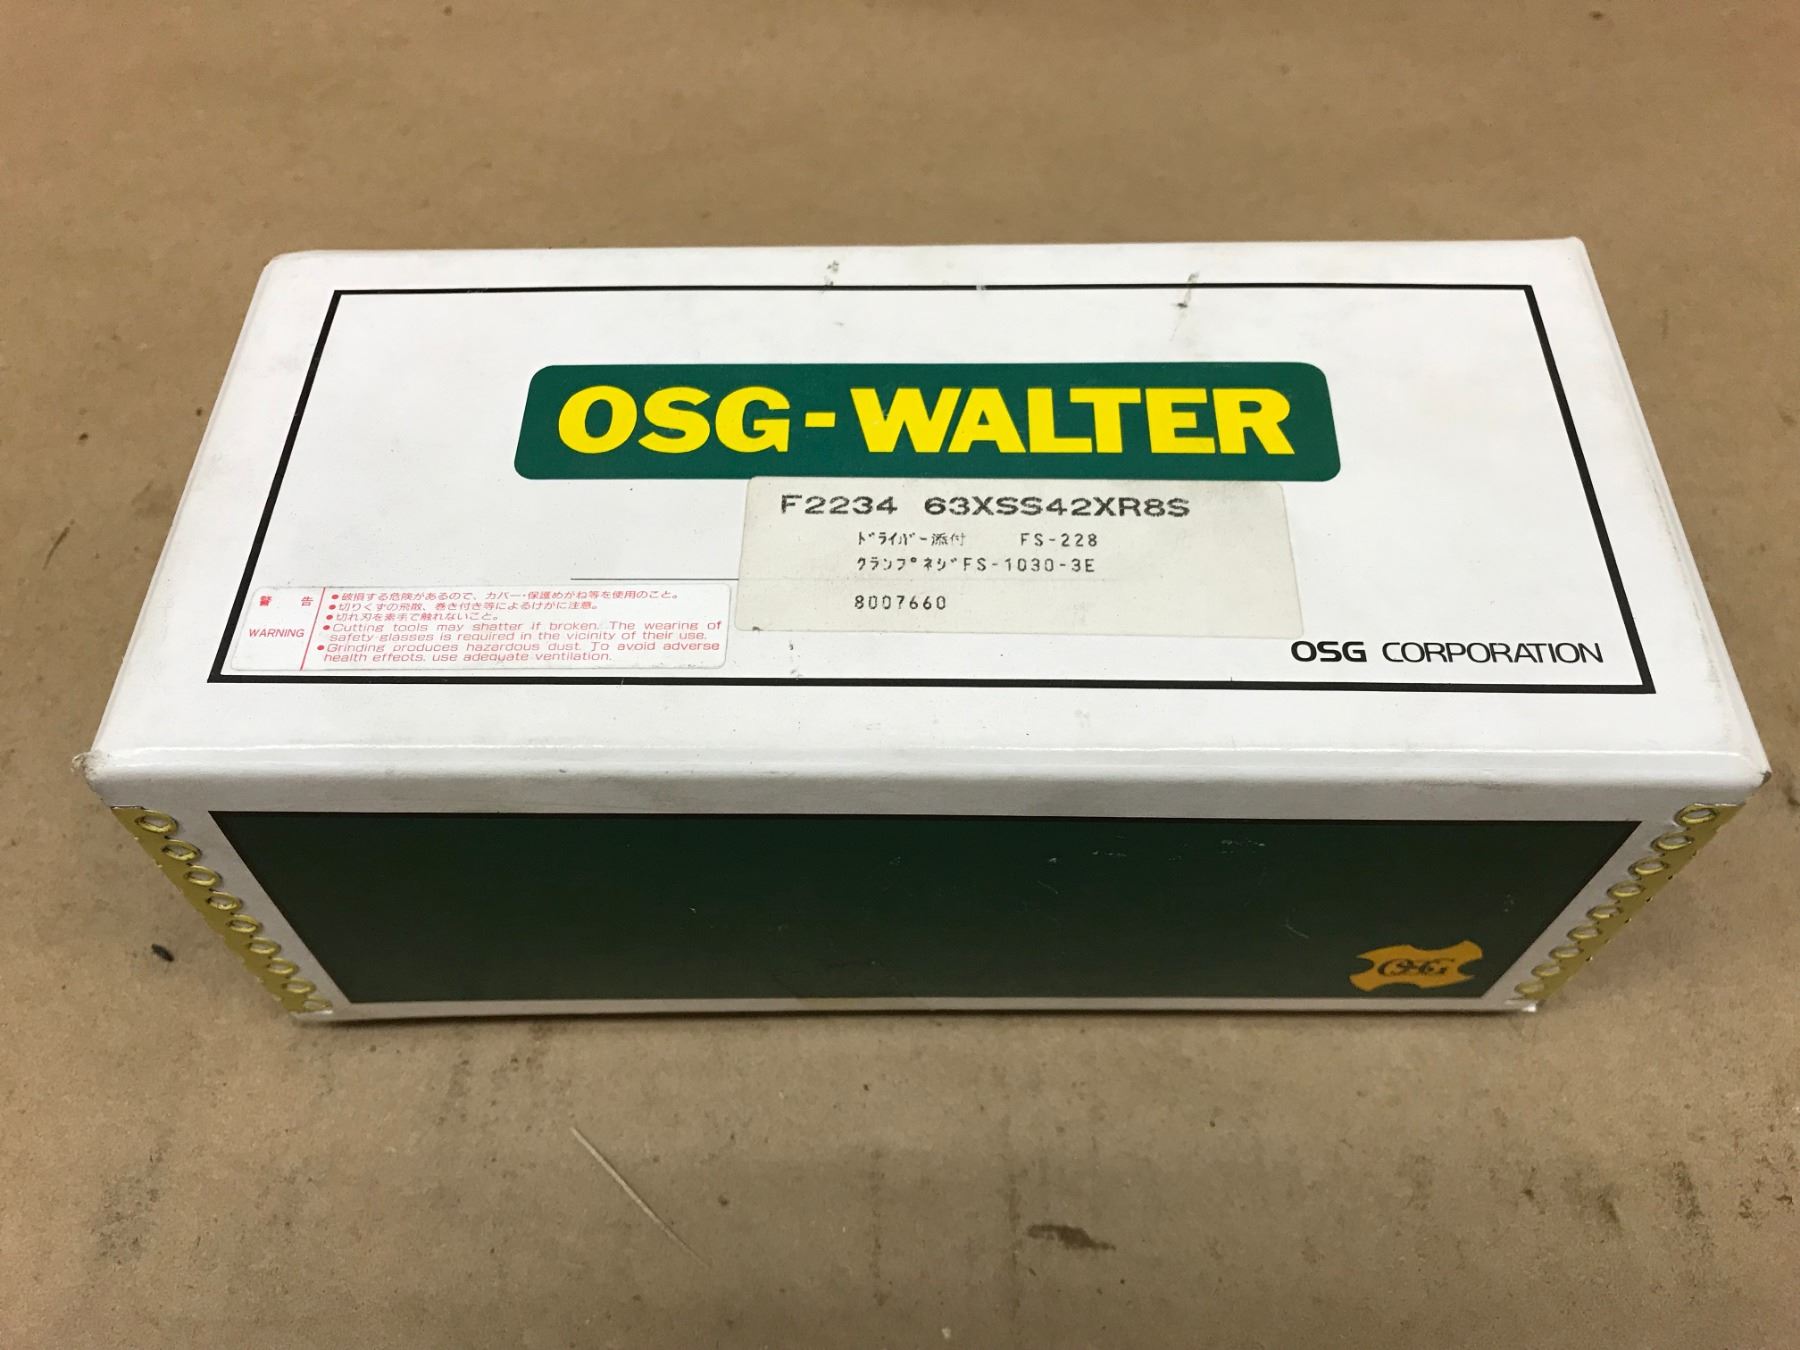 OSG-WALTER
F2234 63XSS42XR8S
ﾄﾞﾗｲﾊﾞｰ添付 FS-228
ｸﾗﾝﾌﾟﾈｼﾞFS-1030-3E
8007660
警告
WARNING
●破損する危険があるので、カバー・保護めがね等を使用のこと。
●切りくずの飛散、巻き付き等によるけがに注意。
●切れ刃を素手で触れないこと。
●Cutting tools may shatter if broken. The wearing of
safety glasses is required in the vicinity of their use.
●Grinding produces hazardous dust. To avoid adverse
health effects, use adequate ventilation.
OSG CORPORATION
OSG